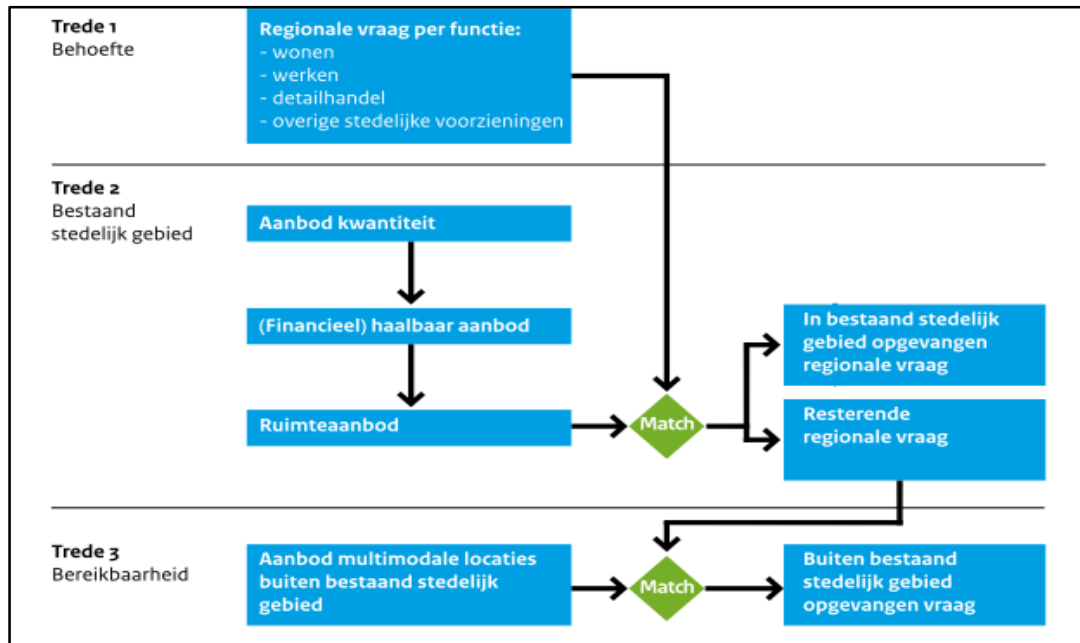 Trede 1
Behoefte
Regionale vraag per functie:
- wonen
- werken
- detailhandel
- overige stedelijke voorzieningen
Trede 2
Bestaand
stedelijk gebied
Aanbod kwantiteit
(Financieel) haalbaar aanbod
Ruimteaanbod
Match
In bestaand stedelijk
gebied opgevangen
regionale vraag
Resterende
regionale vraag
Trede 3
Bereikbaarheid
Aanbod multimodale locaties
buiten bestaand stedelijk
gebied
Match
Buiten bestaand
stedelijk gebied
opgevangen vraag